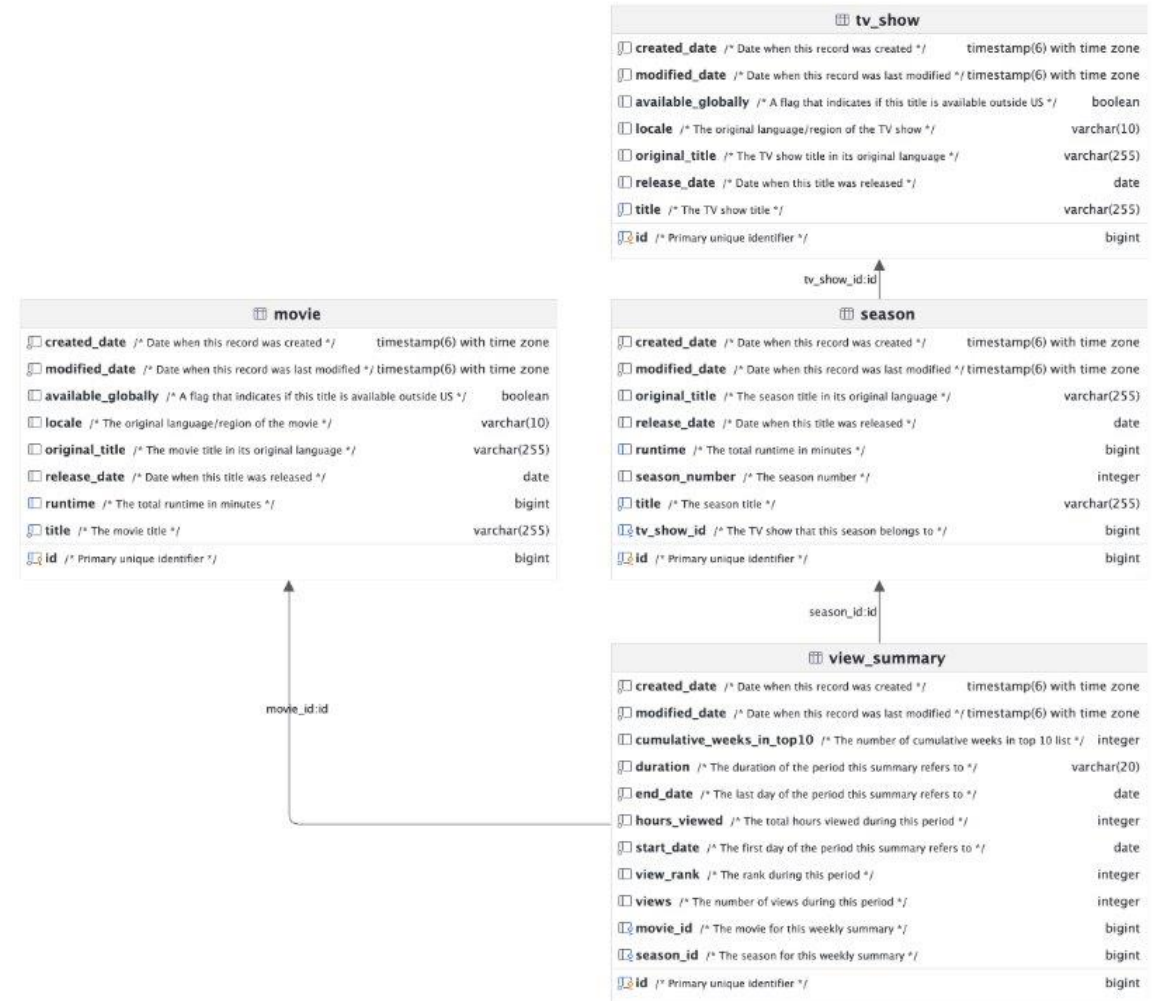 tv_show
created_date /* Date when this record was created */ timestamp(6) with time zone
modified_date /* Date when this record was last modified */ timestamp(6) with time zone
available_globally /* A flag that indicates if this title is available outside US */ boolean
locale /* The original language/region of the TV show */ varchar(10)
original_title /* The TV show title in its original language */ varchar(255)
release_date /* Date when this title was released */ date
title /* The TV show title */ varchar(255)
id /* Primary unique identifier */ bigint
tv_show_id:id
movie
created_date /* Date when this record was created */ timestamp(6) with time zone
modified_date /* Date when this record was last modified */ timestamp(6) with time zone
available_globally /* A flag that indicates if this title is available outside US */ boolean
locale /* The original language/region of the movie */ varchar(10)
original_title /* The movie title in its original language */ varchar(255)
release_date /* Date when this title was released */ date
runtime /* The total runtime in minutes */ bigint
title /* The movie title */ varchar(255)
id /* Primary unique identifier */ bigint
season
created_date /* Date when this record was created */ timestamp(6) with time zone
modified_date /* Date when this record was last modified */ timestamp(6) with time zone
original_title /* The season title in its original language */ varchar(255)
release_date /* Date when this title was released */ date
runtime /* The total runtime in minutes */ bigint
season_number /* The season number */ integer
title /* The season title */ varchar(255)
tv_show_id /* The TV show that this season belongs to */ bigint
id /* Primary unique identifier */ bigint
season_id:id
movie_id:id
view_summary
created_date /* Date when this record was created */ timestamp(6) with time zone
modified_date /* Date when this record was last modified */ timestamp(6) with time zone
cumulative_weeks_in_top10 /* The number of cumulative weeks in top 10 list */ integer
duration /* The duration of the period this summary refers to */ varchar(20)
end_date /* The last day of the period this summary refers to */ date
hours_viewed /* The total hours viewed during this period */ integer
start_date /* The first day of the period this summary refers to */ date
view_rank /* The rank during this period */ integer
views /* The number of views during this period */ integer
movie_id /* The movie for this weekly summary */ bigint
season_id /* The season for this weekly summary */ bigint
id /* Primary unique identifier */ bigint